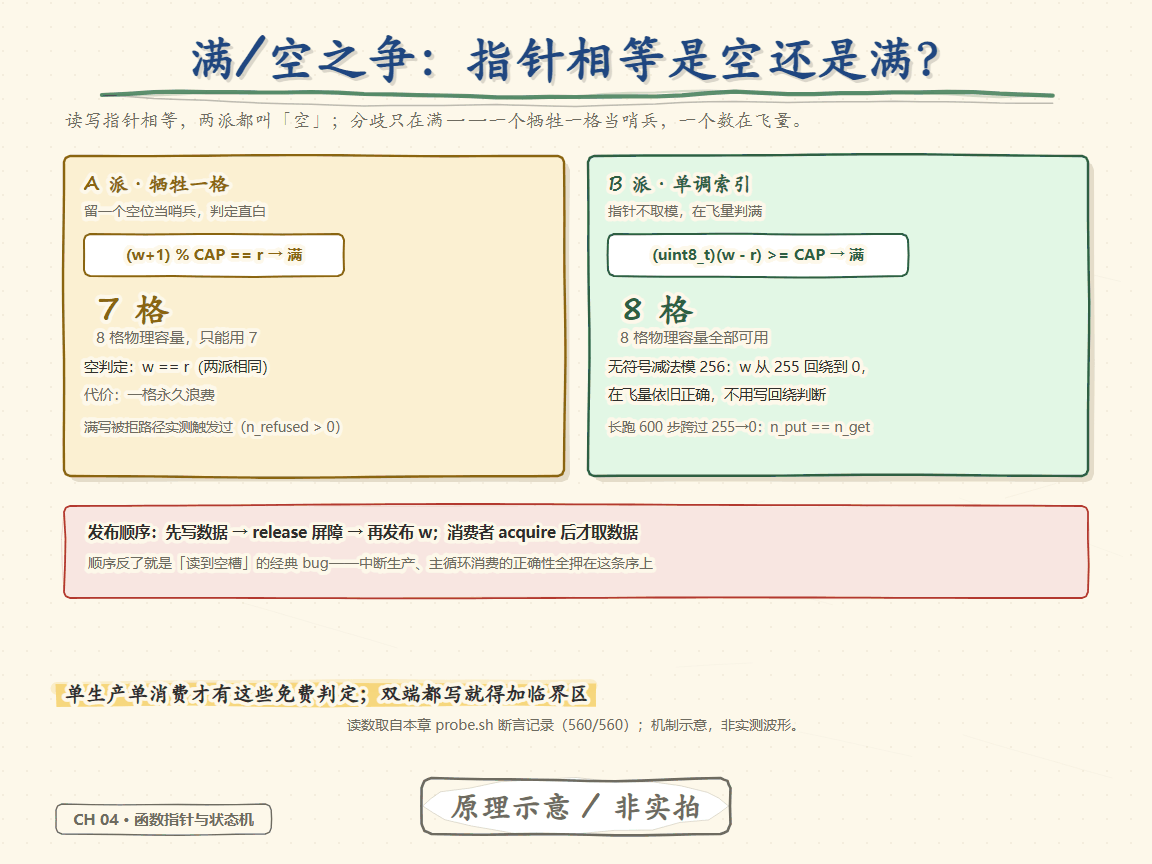 满/空之争：指针相等是空还是满？
读写指针相等，两派都叫「空」；分歧只在满——一个牺牲一格当哨兵，一个数在飞量。
A 派 · 牺牲一格
留一个空位当哨兵，判定直白
(w+1) % CAP == r → 满
7 格
8 格物理容量，只能用 7
空判定：w == r（两派相同）
代价：一格永久浪费
满写被拒路径实测触发过（n_refused > 0）
B 派 · 单调索引
指针不取模，在飞量判满
(uint8_t)(w - r) >= CAP → 满
8 格
8 格物理容量全部可用
无符号减法模 256：w 从 255 回绕到 0，
在飞量依旧正确，不用写回绕判断
长跑 600 步跨过 255→0：n_put == n_get
发布顺序：先写数据 → release 屏障 → 再发布 w；消费者 acquire 后才取数据
顺序反了就是「读到空槽」的经典 bug——中断生产、主循环消费的正确性全押在这条序上
单生产单消费才有这些免费判定；双端都写就得加临界区
读数取自本章 probe.sh 断言记录（560/560）；机制示意，非实测波形。
原理示意 / 非实拍
CH 04 • 函数指针与状态机